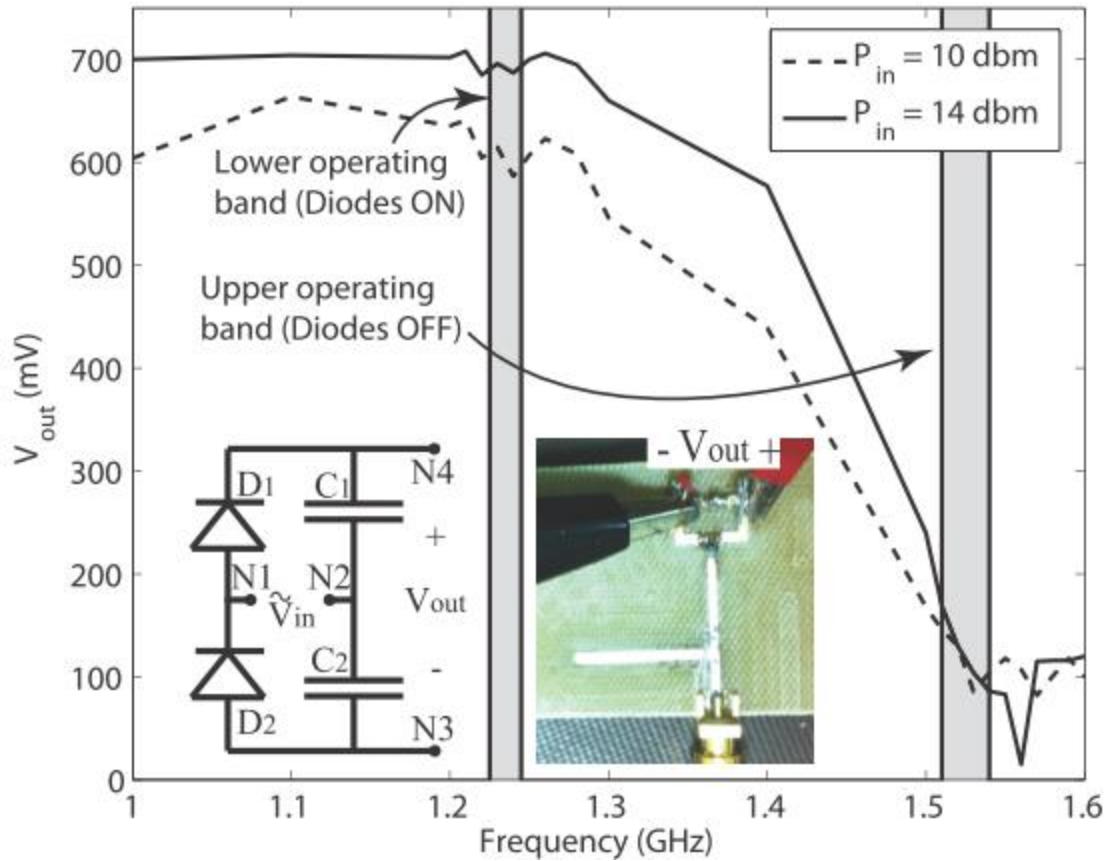 P_in = 10 dbm
P_in = 14 dbm
700
600
500
400
300
200
100
0
V_out (mV)
Lower operating
band (Diodes ON)
Upper operating
band (Diodes OFF)
D1
C1
N4
+
N1
Ṽin
N2
Vout
C2
-
D2
N3
- Vout +
1
1.1
1.2
1.3
1.4
1.5
1.6
Frequency (GHz)